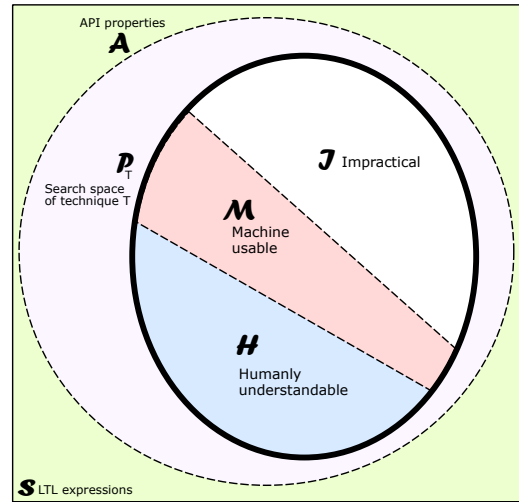 API properties
A
P
T
Search space
of technique T
I Impractical
M
Machine
usable
H
Humanly
understandable
S LTL expressions